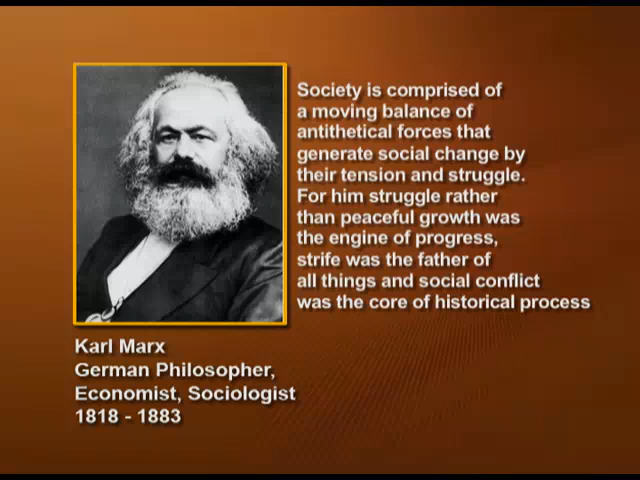 Society is comprised of
a moving balance of
antithetical forces that
generate social change by
their tension and struggle.
For him struggle rather
than peaceful growth was
the engine of progress,
strife was the father of
all things and social conflict
was the core of historical process
Karl Marx
German Philosopher,
Economist, Sociologist
1818 - 1883